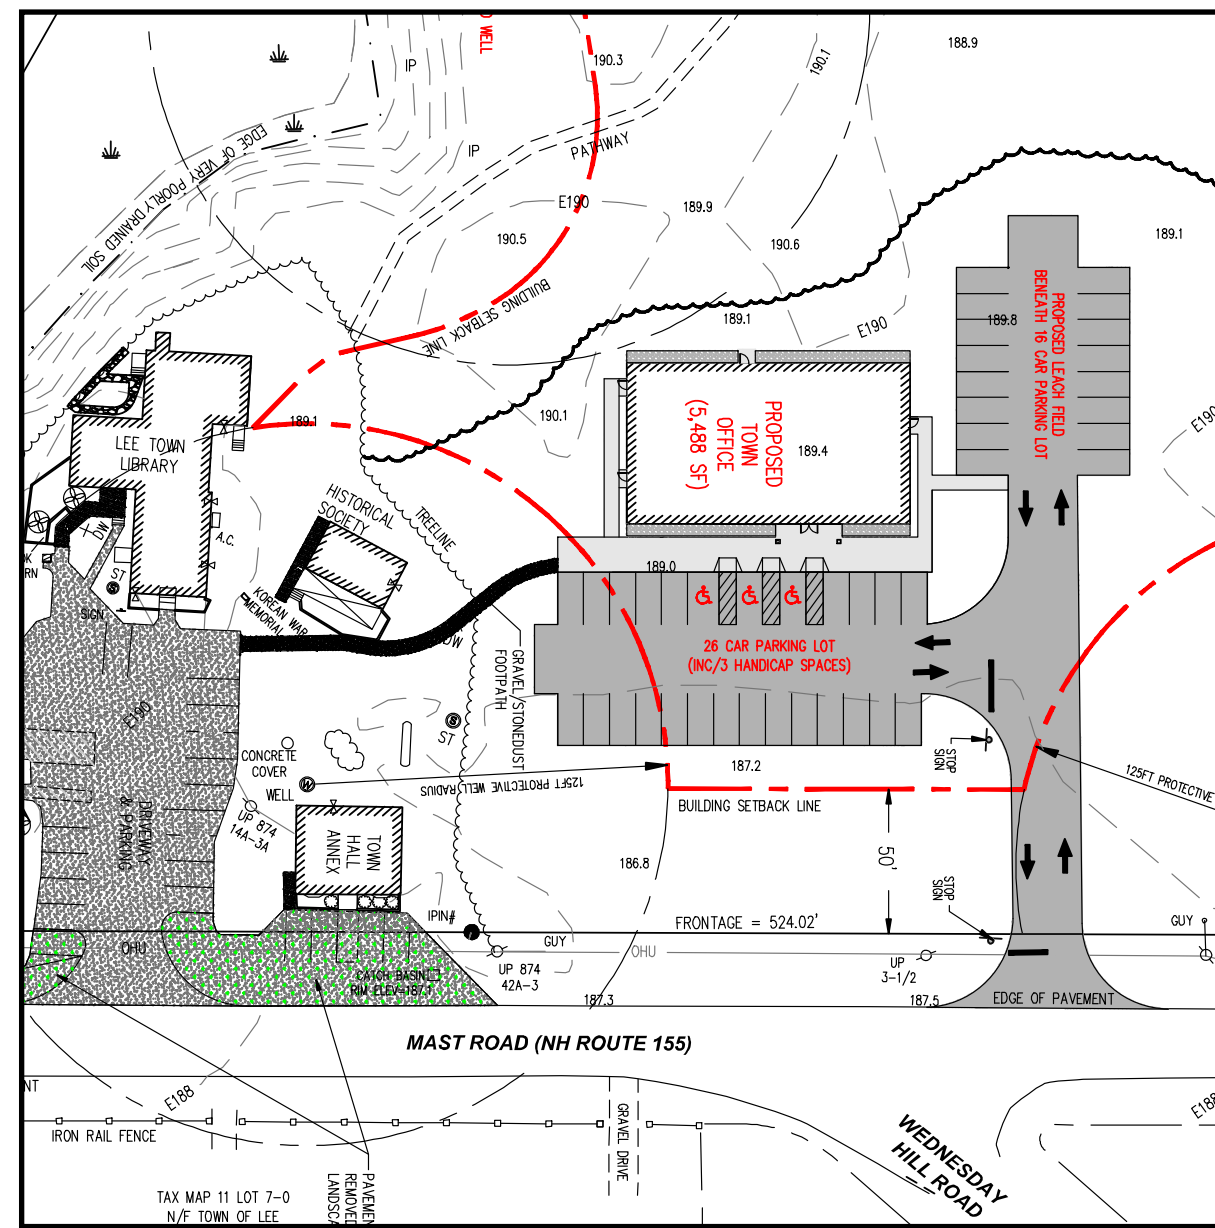 WELL
190.3
190.1
188.9
IP
IP
EDGE OF VERY POORLY DRAINED SOIL
PATHWAY
E190
189.9
190.5
190.6
189.1
BUILDING SETBACK LINE
189.1
E190
189.8
PROPOSED LEACH FIELD
BENEATH 16 CAR PARKING LOT
E190
189.1
190.1
PROPOSED
TOWN
OFFICE
(5,488 SF)
189.4
LEE TOWN
LIBRARY
HISTORICAL
SOCIETY
TREELINE
A.C.
DW
ST
S
SIGN
KOREAN WAR
MEMORIAL
DW
189.0
26 CAR PARKING LOT
(INC/3 HANDICAP SPACES)
GRAVEL/STONEDUST
FOOTPATH
E190
S
ST
CONCRETE
COVER
WELL
W
125FT PROTECTIVE WELL RADIUS
187.2
STOP
SIGN
125FT PROTECTIVE
BUILDING SETBACK LINE
UP 874
14A-3A
DRIVEWAY
& PARKING
TOWN
HALL
ANNEX
186.8
50'
STOP
SIGN
IPIN#
FRONTAGE = 524.02'
GUY
GUY
OHU
OHU
UP 874
42A-3
UP
3-1/2
CATCH BASIN
RIM ELEV=187.1
187.3
187.5
EDGE OF PAVEMENT
MAST ROAD (NH ROUTE 155)
NT
E188
E188
IRON RAIL FENCE
GRAVEL DRIVE
WEDNESDAY
HILL ROAD
TAX MAP 11 LOT 7-0
N/F TOWN OF LEE
PAVEMEN
REMOVED
LANDSCA